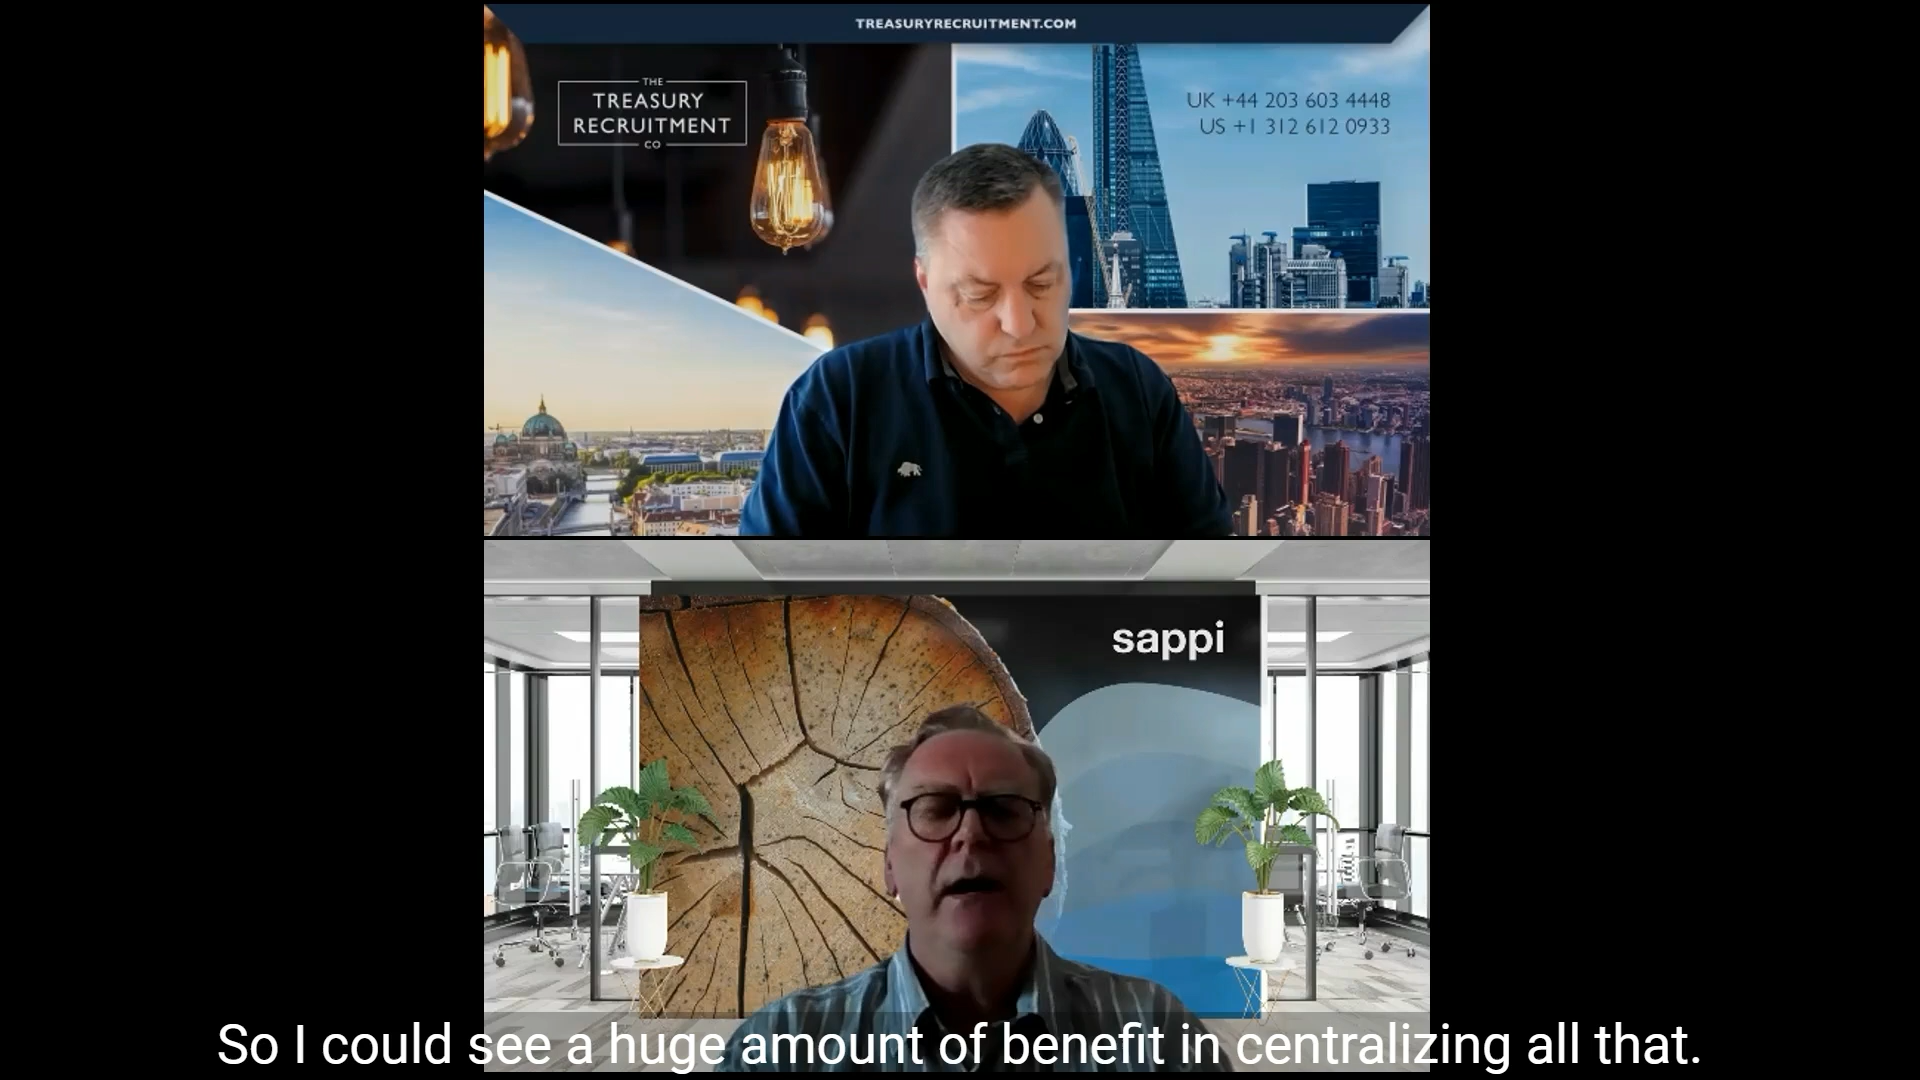 TREASURYRECRUITMENT.COM
THE
TREASURY
RECRUITMENT
CO
UK +44 203 603 4448
US +1 312 612 0933
sappi
So I could see a huge amount of benefit in centralizing all that.